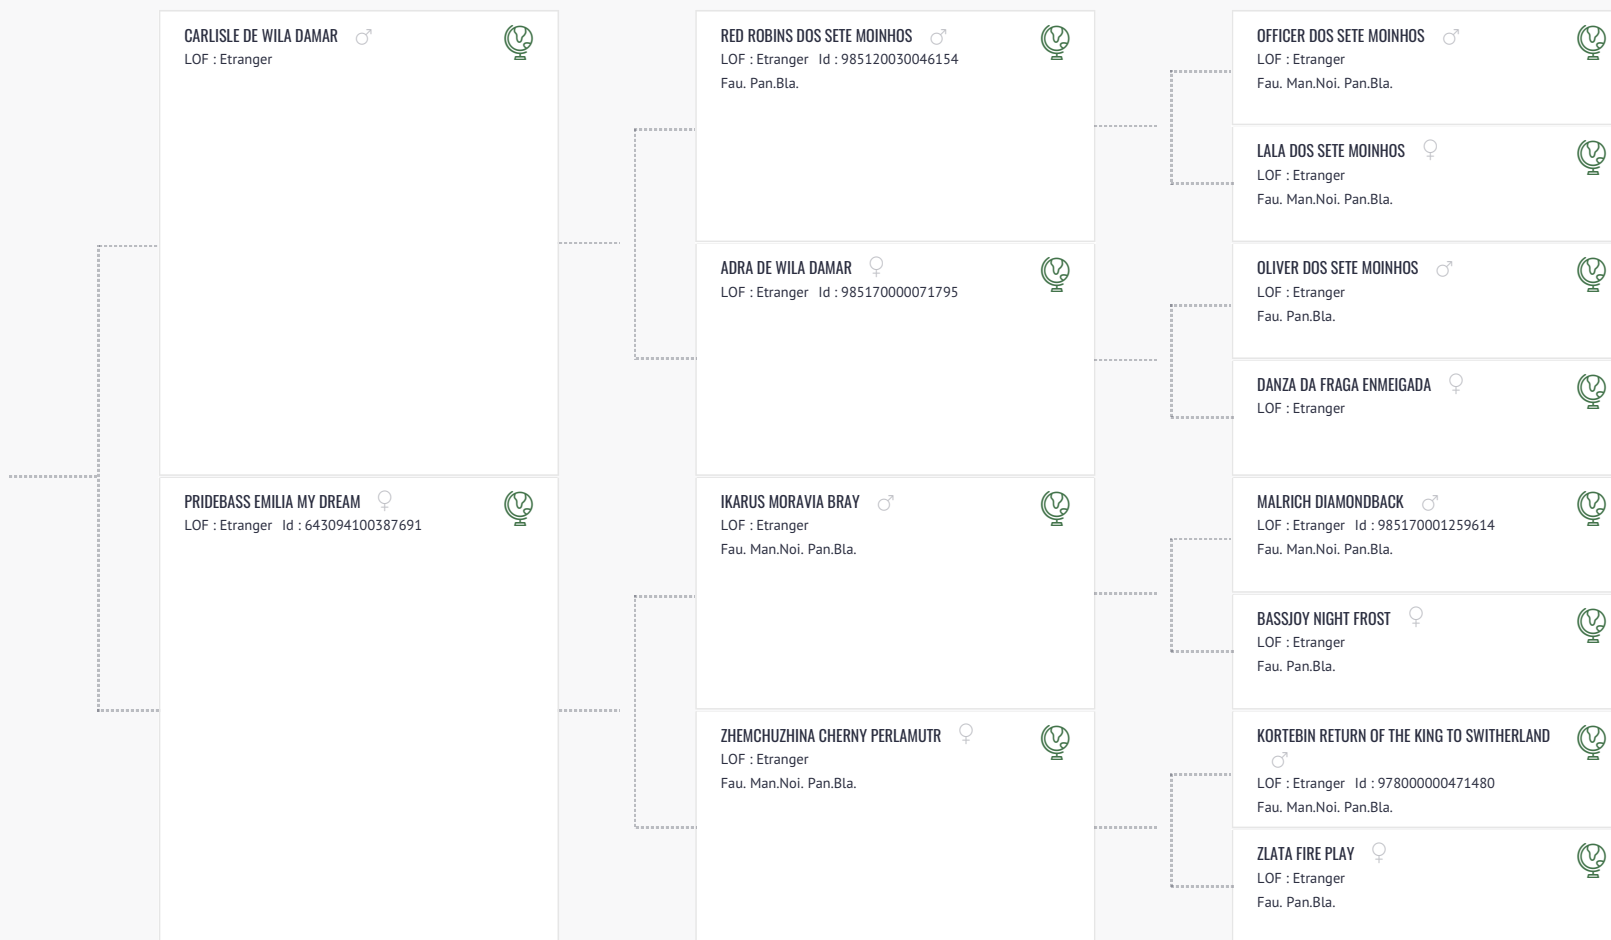 CARLISLE DE WILA DAMAR
LOF : Etranger
PRIDEBASS EMILIA MY DREAM
LOF : Etranger Id : 643094100387691
RED ROBINS DOS SETE MOINHOS
LOF : Etranger Id : 985120030046154
Fau. Pan.Bla.
ADRA DE WILA DAMAR
LOF : Etranger Id : 985170000071795
IKARUS MORAVIA BRAY
LOF : Etranger
Fau. Man.Noi. Pan.Bla.
ZHEMCHUZHINA CHERNY PERLAMUTR
LOF : Etranger
Fau. Man.Noi. Pan.Bla.
OFFICER DOS SETE MOINHOS
LOF : Etranger
Fau. Man.Noi. Pan.Bla.
LALA DOS SETE MOINHOS
LOF : Etranger
Fau. Man.Noi. Pan.Bla.
OLIVER DOS SETE MOINHOS
LOF : Etranger
Fau. Pan.Bla.
DANZA DA FRAGA ENMEIGADA
LOF : Etranger
MALRICH DIAMONDBACK
LOF : Etranger Id : 985170001259614
Fau. Man.Noi. Pan.Bla.
BASSJOY NIGHT FROST
LOF : Etranger
Fau. Pan.Bla.
KORTEBIN RETURN OF THE KING TO SWITHERLAND
LOF : Etranger Id : 978000000471480
Fau. Man.Noi. Pan.Bla.
ZLATA FIRE PLAY
LOF : Etranger
Fau. Pan.Bla.